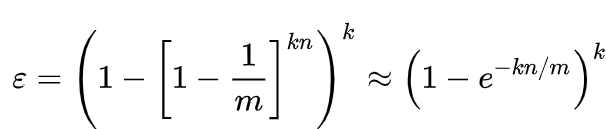 ε = (1 − [1 − 1/m]^{kn})^k ≈ (1 − e^{−kn/m})^k